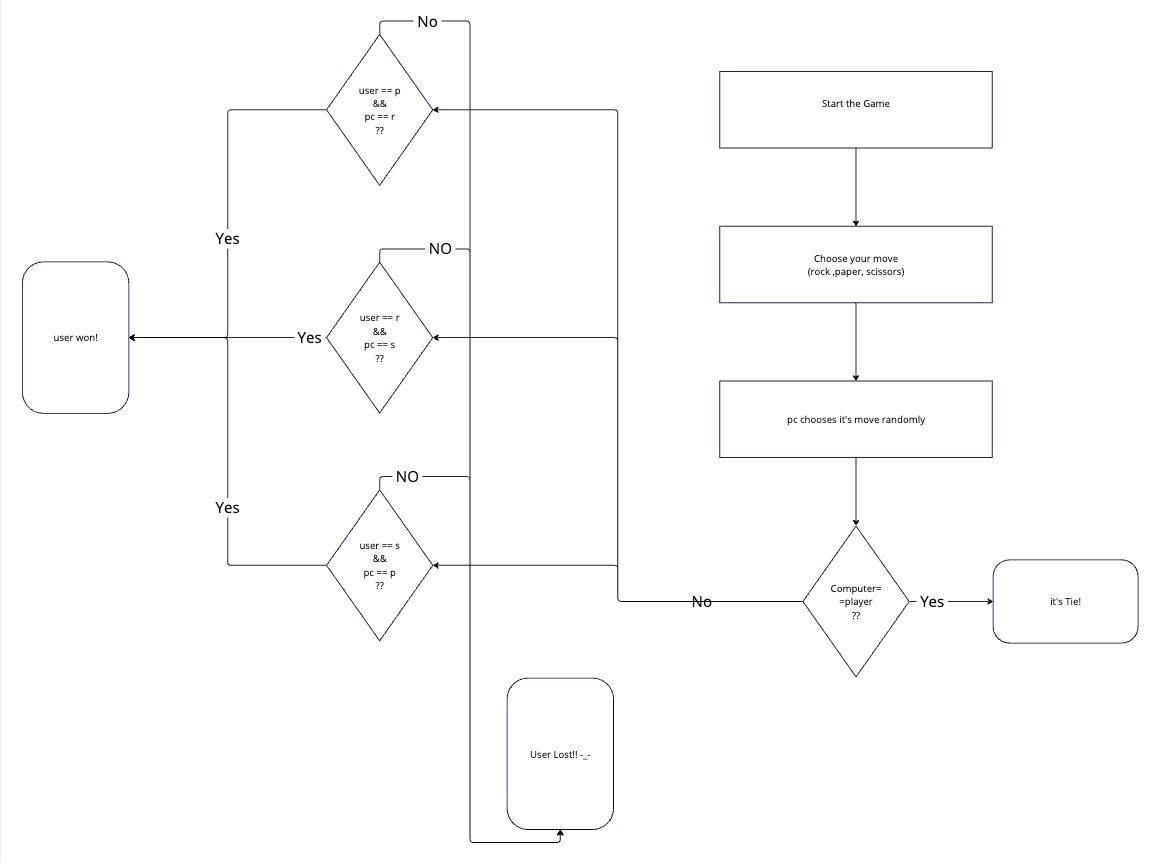 No
user == p
&&
pc == r
??
Start the Game
Yes
NO
Choose your move
(rock ,paper, scissors)
user won!
Yes
user == r
&&
pc == s
??
pc chooses it's move randomly
NO
Yes
user == s
&&
pc == p
??
No
Computer=
=player
??
Yes
it's Tie!
User Lost!! -_-